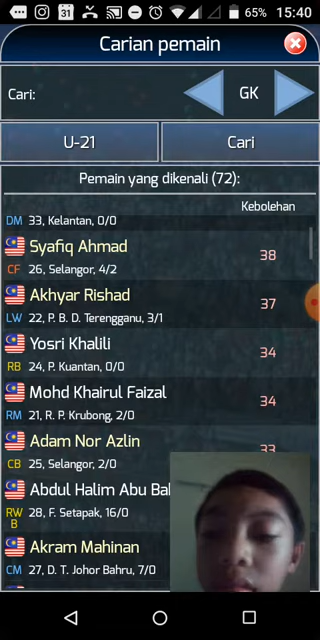 65% 15:40
31
Carian pemain
Cari: GK
U-21 Cari
Pemain yang dikenali (72):
Kebolehan
DM 33, Kelantan, 0/0
Syafiq Ahmad 38
CF 26, Selangor, 4/2
Akhyar Rishad 37
LW 22, P. B. D. Terengganu, 3/1
Yosri Khalili 34
RB 24, P. Kuantan, 0/0
Mohd Khairul Faizal 34
RM 21, R. P. Krubong, 2/0
Adam Nor Azlin 33
CB 25, Selangor, 2/0
Abdul Halim Abu
RW
B 28, F. Setapak, 16/0
Akram Mahinan
CM 27, D. T. Johor Bahru, 7/0